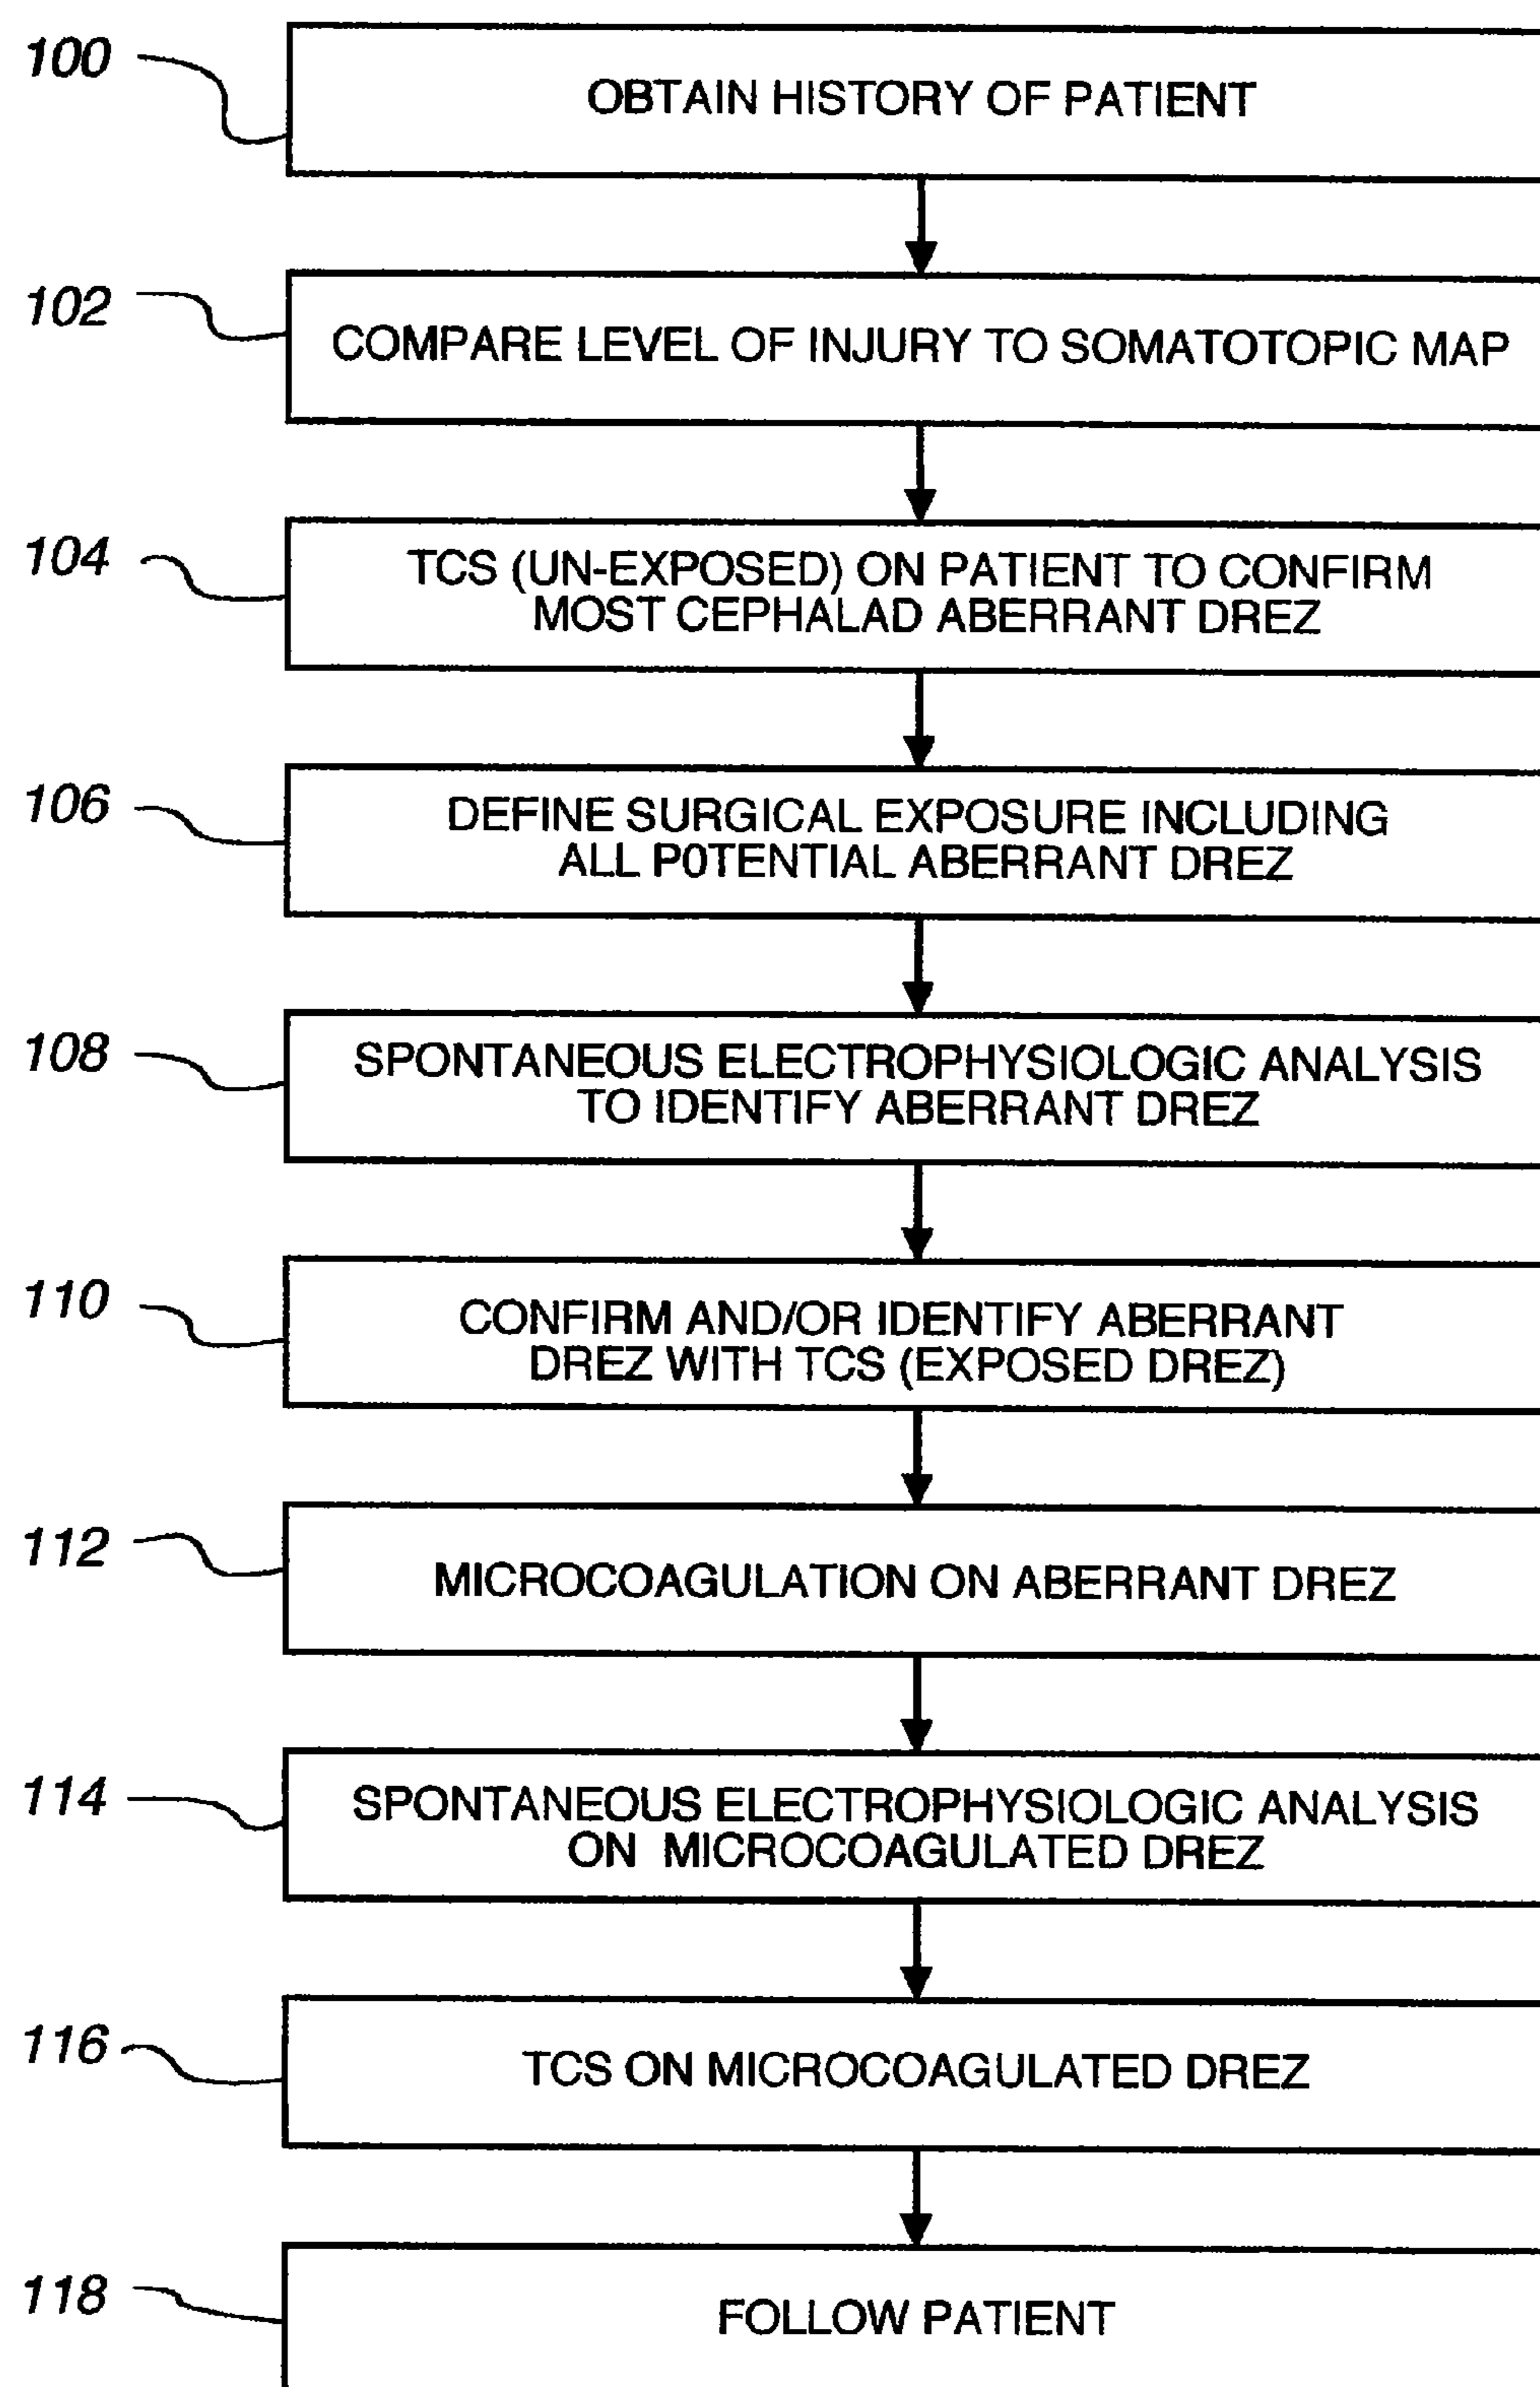 100
OBTAIN HISTORY OF PATIENT
102
COMPARE LEVEL OF INJURY TO SOMATOTOPIC MAP
104
TCS (UN-EXPOSED) ON PATIENT TO CONFIRM
MOST CEPHALAD ABERRANT DREZ
106
DEFINE SURGICAL EXPOSURE INCLUDING
ALL POTENTIAL ABERRANT DREZ
108
SPONTANEOUS ELECTROPHYSIOLOGIC ANALYSIS
TO IDENTIFY ABERRANT DREZ
110
CONFIRM AND/OR IDENTIFY ABERRANT
DREZ WITH TCS (EXPOSED DREZ)
112
MICROCOAGULATION ON ABERRANT DREZ
114
SPONTANEOUS ELECTROPHYSIOLOGIC ANALYSIS
ON MICROCOAGULATED DREZ
116
TCS ON MICROCOAGULATED DREZ
118
FOLLOW PATIENT